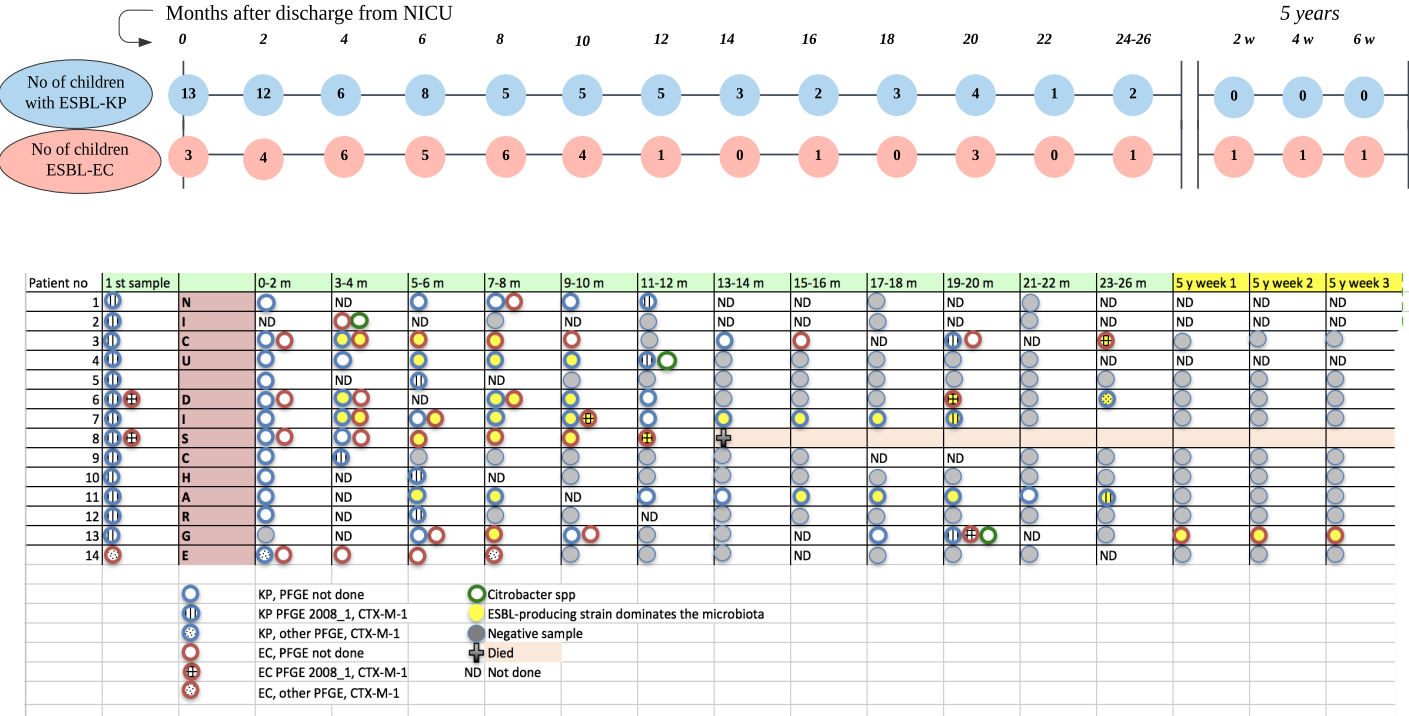 Months after discharge from NICU
5 years
0 2 4 6 8 10 12 14 16 18 20 22 24-26 2 w 4 w 6 w
No of children
with ESBL-KP
13 12 6 8 5 5 5 3 2 3 4 1 2 0 0 0
No of children
ESBL-EC
3 4 6 5 6 4 1 0 1 0 3 0 1 1 1 1
Patient no 1 st sample 0-2 m 3-4 m 5-6 m 7-8 m 9-10 m 11-12 m 13-14 m 15-16 m 17-18 m 19-20 m 21-22 m 23-26 m 5 y week 1 5 y week 2 5 y week 3
1 N ND ND ND ND ND ND ND ND
2 I ND ND ND ND ND ND ND ND ND ND
3 C ND ND
4 U ND ND ND ND
5 ND ND
6 D ND
7 I
8 S
9 C ND ND
10 H ND ND
11 A ND ND
12 R ND ND
13 G ND ND
14 E ND ND
KP, PFGE not done Citrobacter spp
KP PFGE 2008_1, CTX-M-1 ESBL-producing strain dominates the microbiota
KP, other PFGE, CTX-M-1 Negative sample
EC, PFGE not done Died
EC PFGE 2008_1, CTX-M-1 ND Not done
EC, other PFGE, CTX-M-1